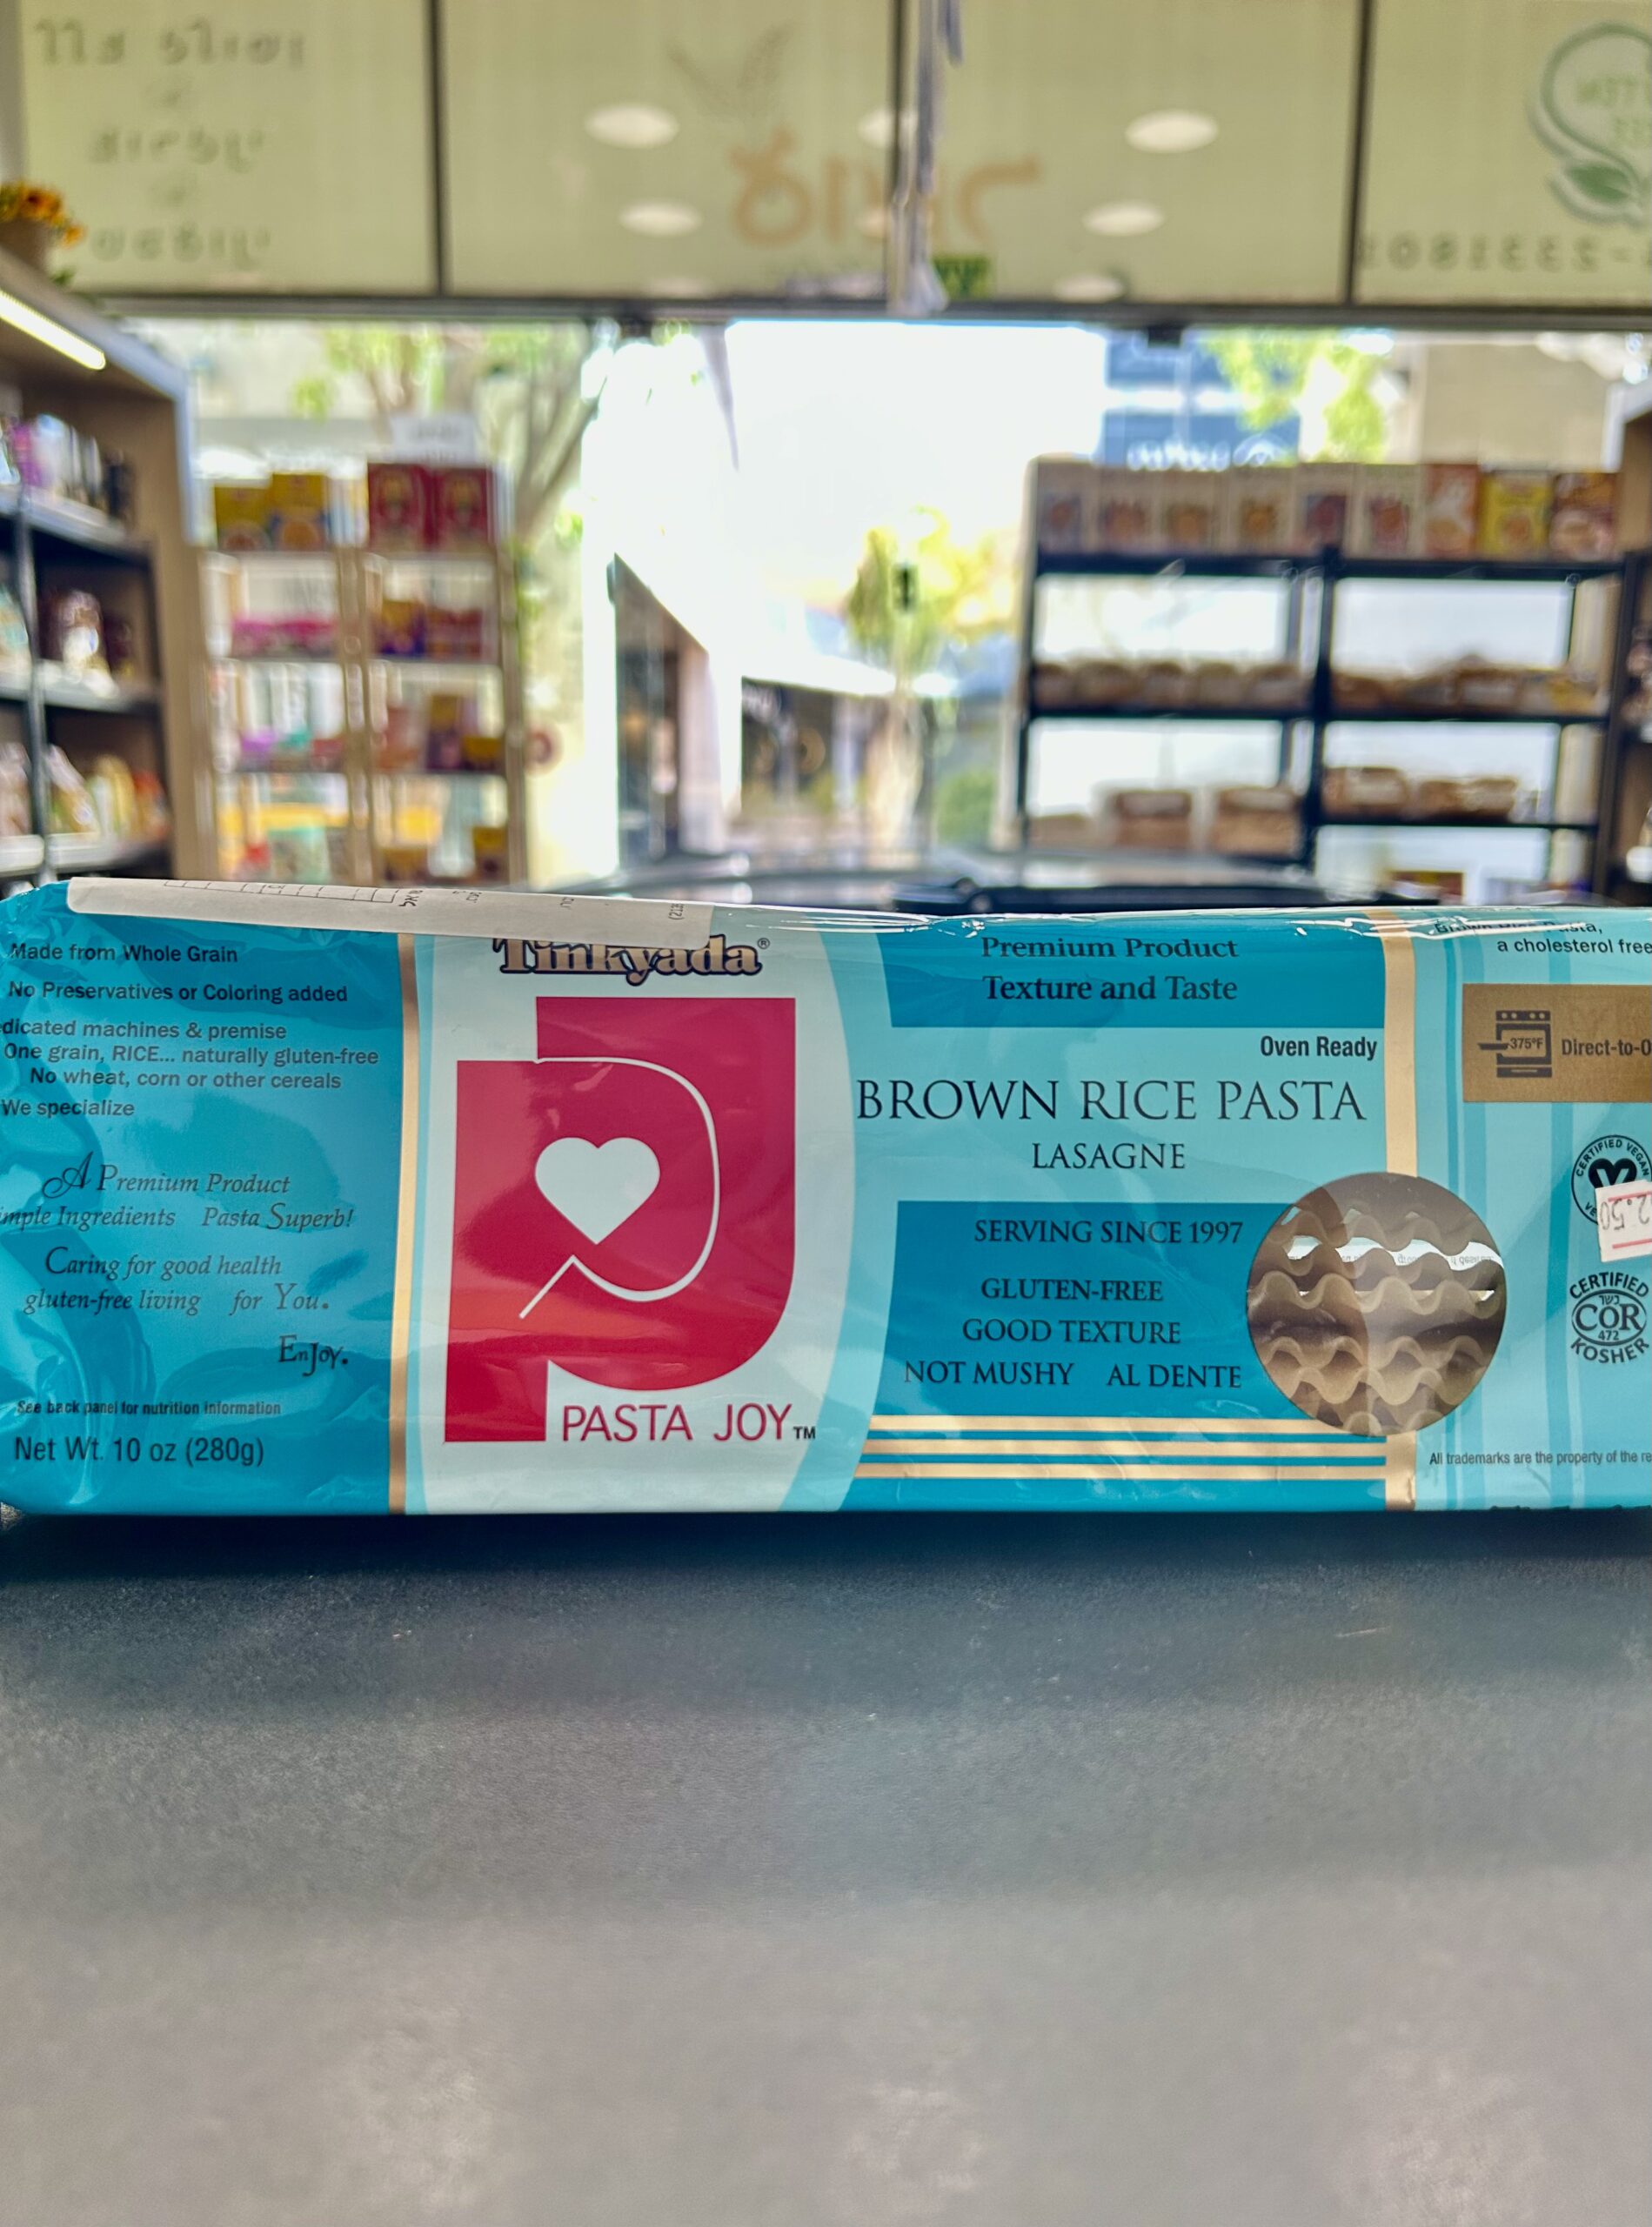 Made from Whole Grain
No Preservatives or Coloring added
dicated machines & premise
One grain, RICE... naturally gluten-free
No wheat, corn or other cereals
We specialize
A Premium Product
mple Ingredients Pasta Superb!
Caring for good health
gluten-free living for You.
EnJoy.
See back panel for nutrition information
Net Wt. 10 oz (280g)
Tinkyada®
PASTA JOY™
Premium Product
Texture and Taste
Oven Ready
BROWN RICE PASTA
LASAGNE
SERVING SINCE 1997
GLUTEN-FREE
GOOD TEXTURE
NOT MUSHY AL DENTE
a cholesterol free
375°F
Direct-to-O
CERTIFIED VEGAN
2.50
CERTIFIED
כשר
COR
472
KOSHER
All trademarks are the property of the re